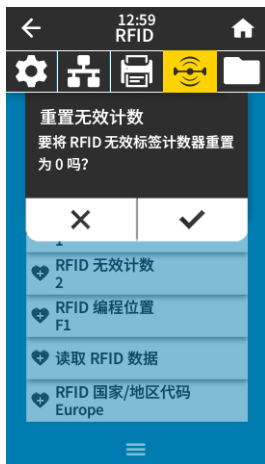 12:59
RFID
重置无效计数
要将 RFID 无效标签计数器重置
为 0 吗?
1
RFID 无效计数
2
RFID 编程位置
F1
读取 RFID 数据
RFID 国家/地区代码
Europe